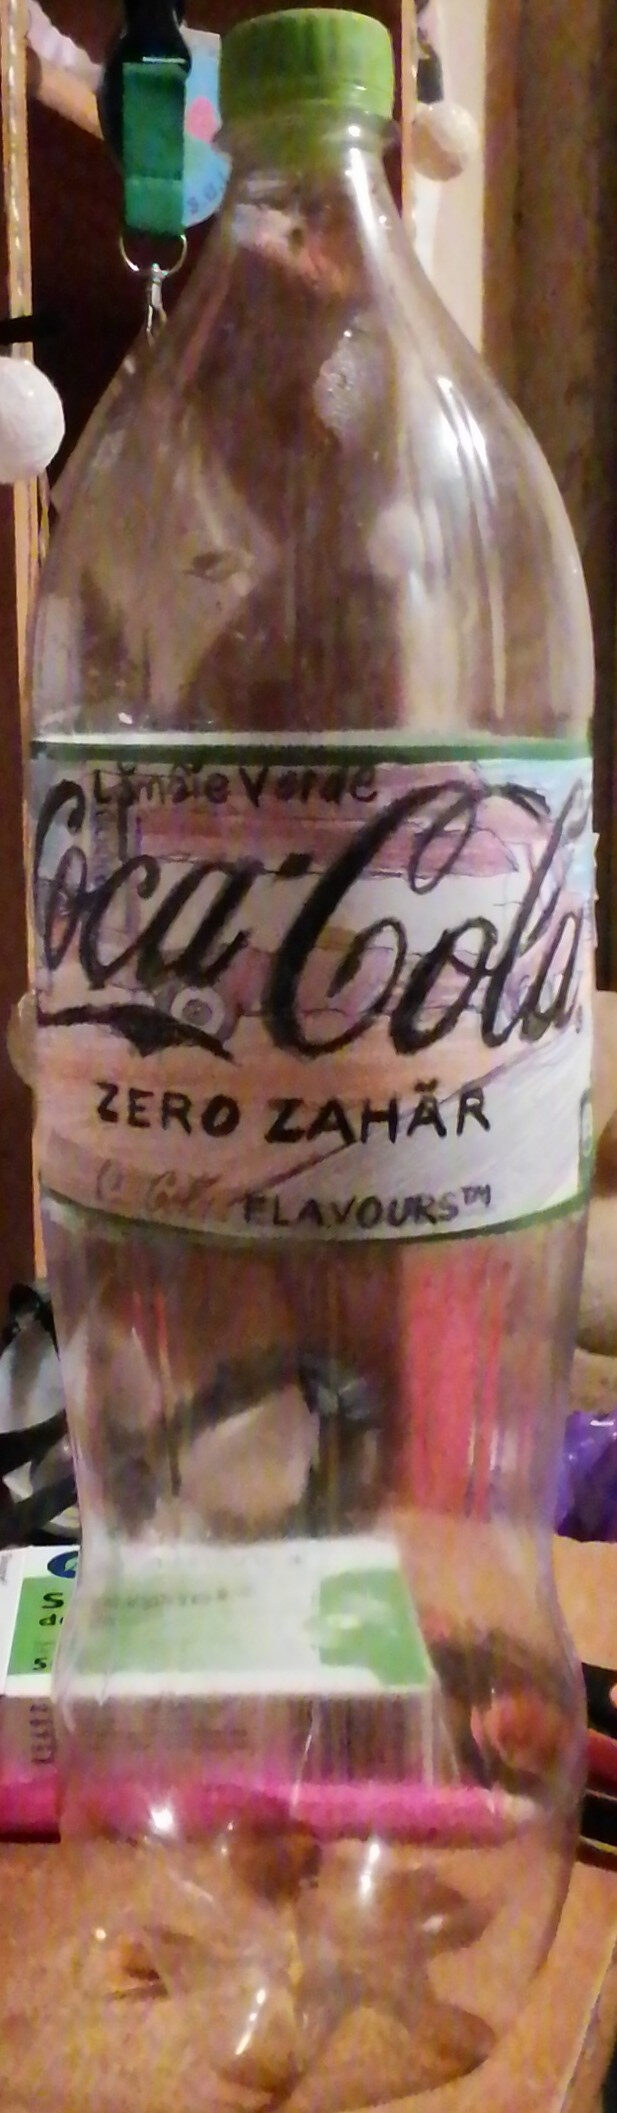 Lămâie Verde
Coca-Cola
ZERO ZAHĂR
FLAVOURS™